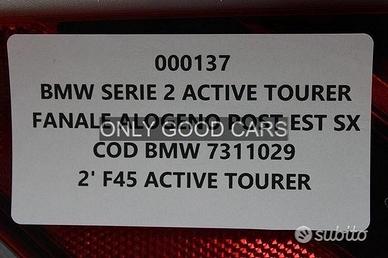 000137
BMW SERIE 2 ACTIVE TOURER
FANALE ALOGENO POST EST SX
ONLY GOOD CARS
COD BMW 7311029
2' F45 ACTIVE TOURER
subito